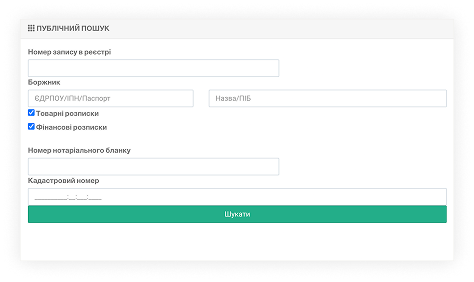 ПУБЛІЧНИЙ ПОШУК
Номер запису в реєстрі
Боржник
ЄДРПОУ/ІПН/Паспорт Назва/ПІБ
Товарні розписки
Фінансові розписки
Номер нотаріального бланку
Кадастровий номер
__________:__:___:____
Шукати